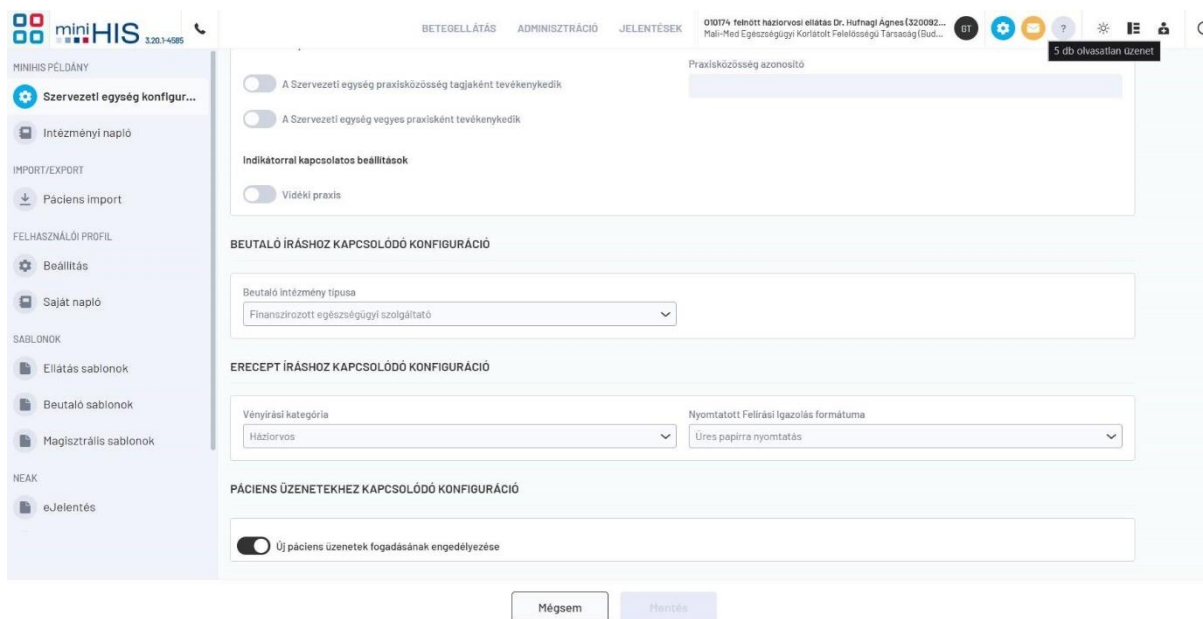 miniHIS 3.20.1-4585
BETEGELLÁTÁS ADMINISZTRÁCIÓ JELENTÉSEK
010174 felnőtt háziorvosi ellátás Dr. Hufnagl Ágnes (320092...
Mali-Med Egészségügyi Korlátolt Felelősségű Társaság (Bud...
GT
?
5 db olvasatlan üzenet
MINIHIS PÉLDÁNY
Szervezeti egység konfigur...
Intézményi napló
IMPORT/EXPORT
Páciens import
FELHASZNÁLÓI PROFIL
Beállítás
Saját napló
SABLONOK
Ellátás sablonok
Beutaló sablonok
Magisztrális sablonok
NEAK
eJelentés
Praxisközösség azonosító
A Szervezeti egység praxisközösség tagjaként tevékenykedik
A Szervezeti egység vegyes praxisként tevékenykedik
Indikátorral kapcsolatos beállítások
Vidéki praxis
BEUTALÓ ÍRÁSHOZ KAPCSOLÓDÓ KONFIGURÁCIÓ
Beutaló intézmény típusa
Finanszírozott egészségügyi szolgáltató
ERECEPT ÍRÁSHOZ KAPCSOLÓDÓ KONFIGURÁCIÓ
Vényírási kategória
Háziorvos
Nyomtatott Felírási Igazolás formátuma
Üres papírra nyomtatás
PÁCIENS ÜZENETEKHEZ KAPCSOLÓDÓ KONFIGURÁCIÓ
Új páciens üzenetek fogadásának engedélyezése
Mégsem
Mentés